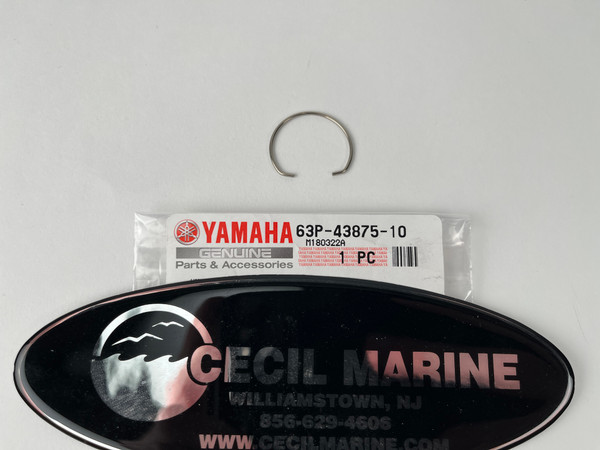 YAMAHA 63P-43875-10
M180322A
GENUINE
Parts & Accessories
1 PC
CECIL MARINE
WILLIAMSTOWN, NJ
856-629-4606
WWW.CECILMARINE.COM